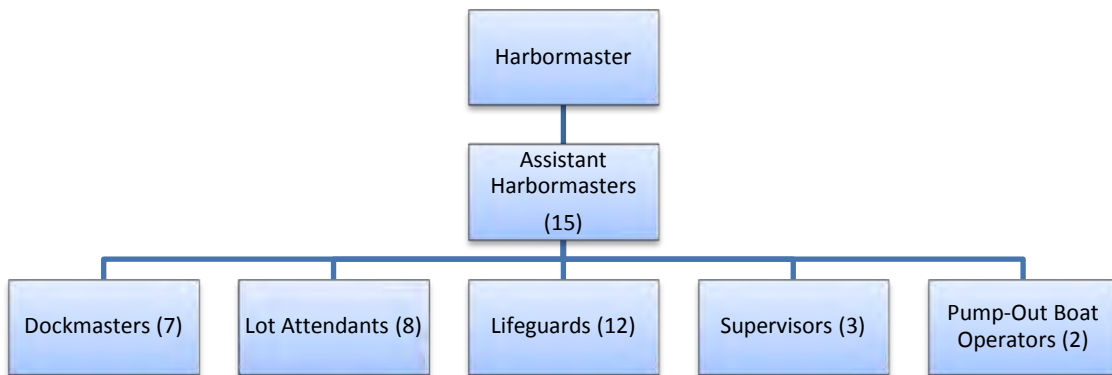 Harbormaster
Assistant
Harbormasters
(15)
Dockmasters (7)
Lot Attendants (8)
Lifeguards (12)
Supervisors (3)
Pump-Out Boat
Operators (2)